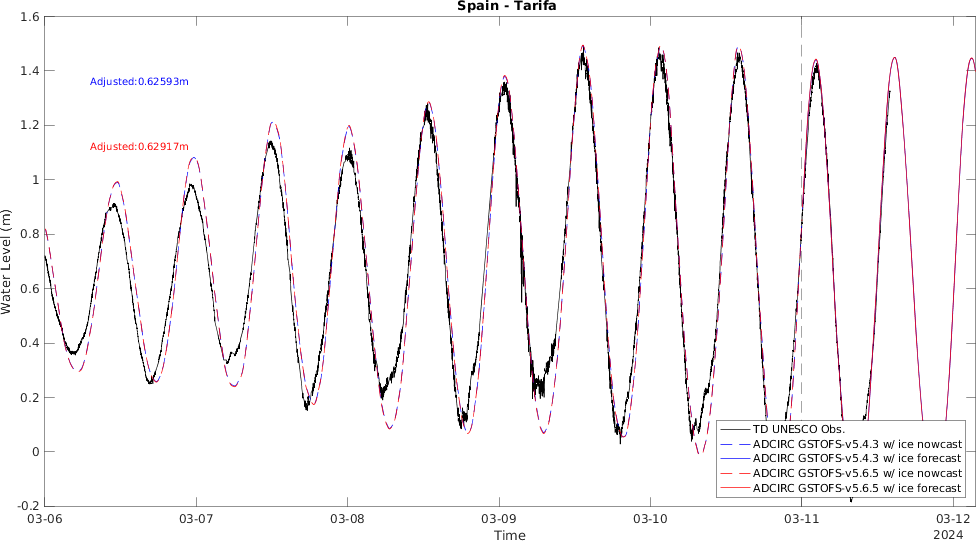 Spain - Tarifa
1.6
1.4
1.2
1
0.8
0.6
0.4
0.2
0
-0.2
Water Level (m)
Adjusted:0.62593m
Adjusted:0.62917m
TD UNESCO Obs.
ADCIRC GSTOFS-v5.4.3 w/ ice nowcast
ADCIRC GSTOFS-v5.4.3 w/ ice forecast
ADCIRC GSTOFS-v5.6.5 w/ ice nowcast
ADCIRC GSTOFS-v5.6.5 w/ ice forecast
03-06 03-07 03-08 03-09 03-10 03-11 03-12
Time
2024